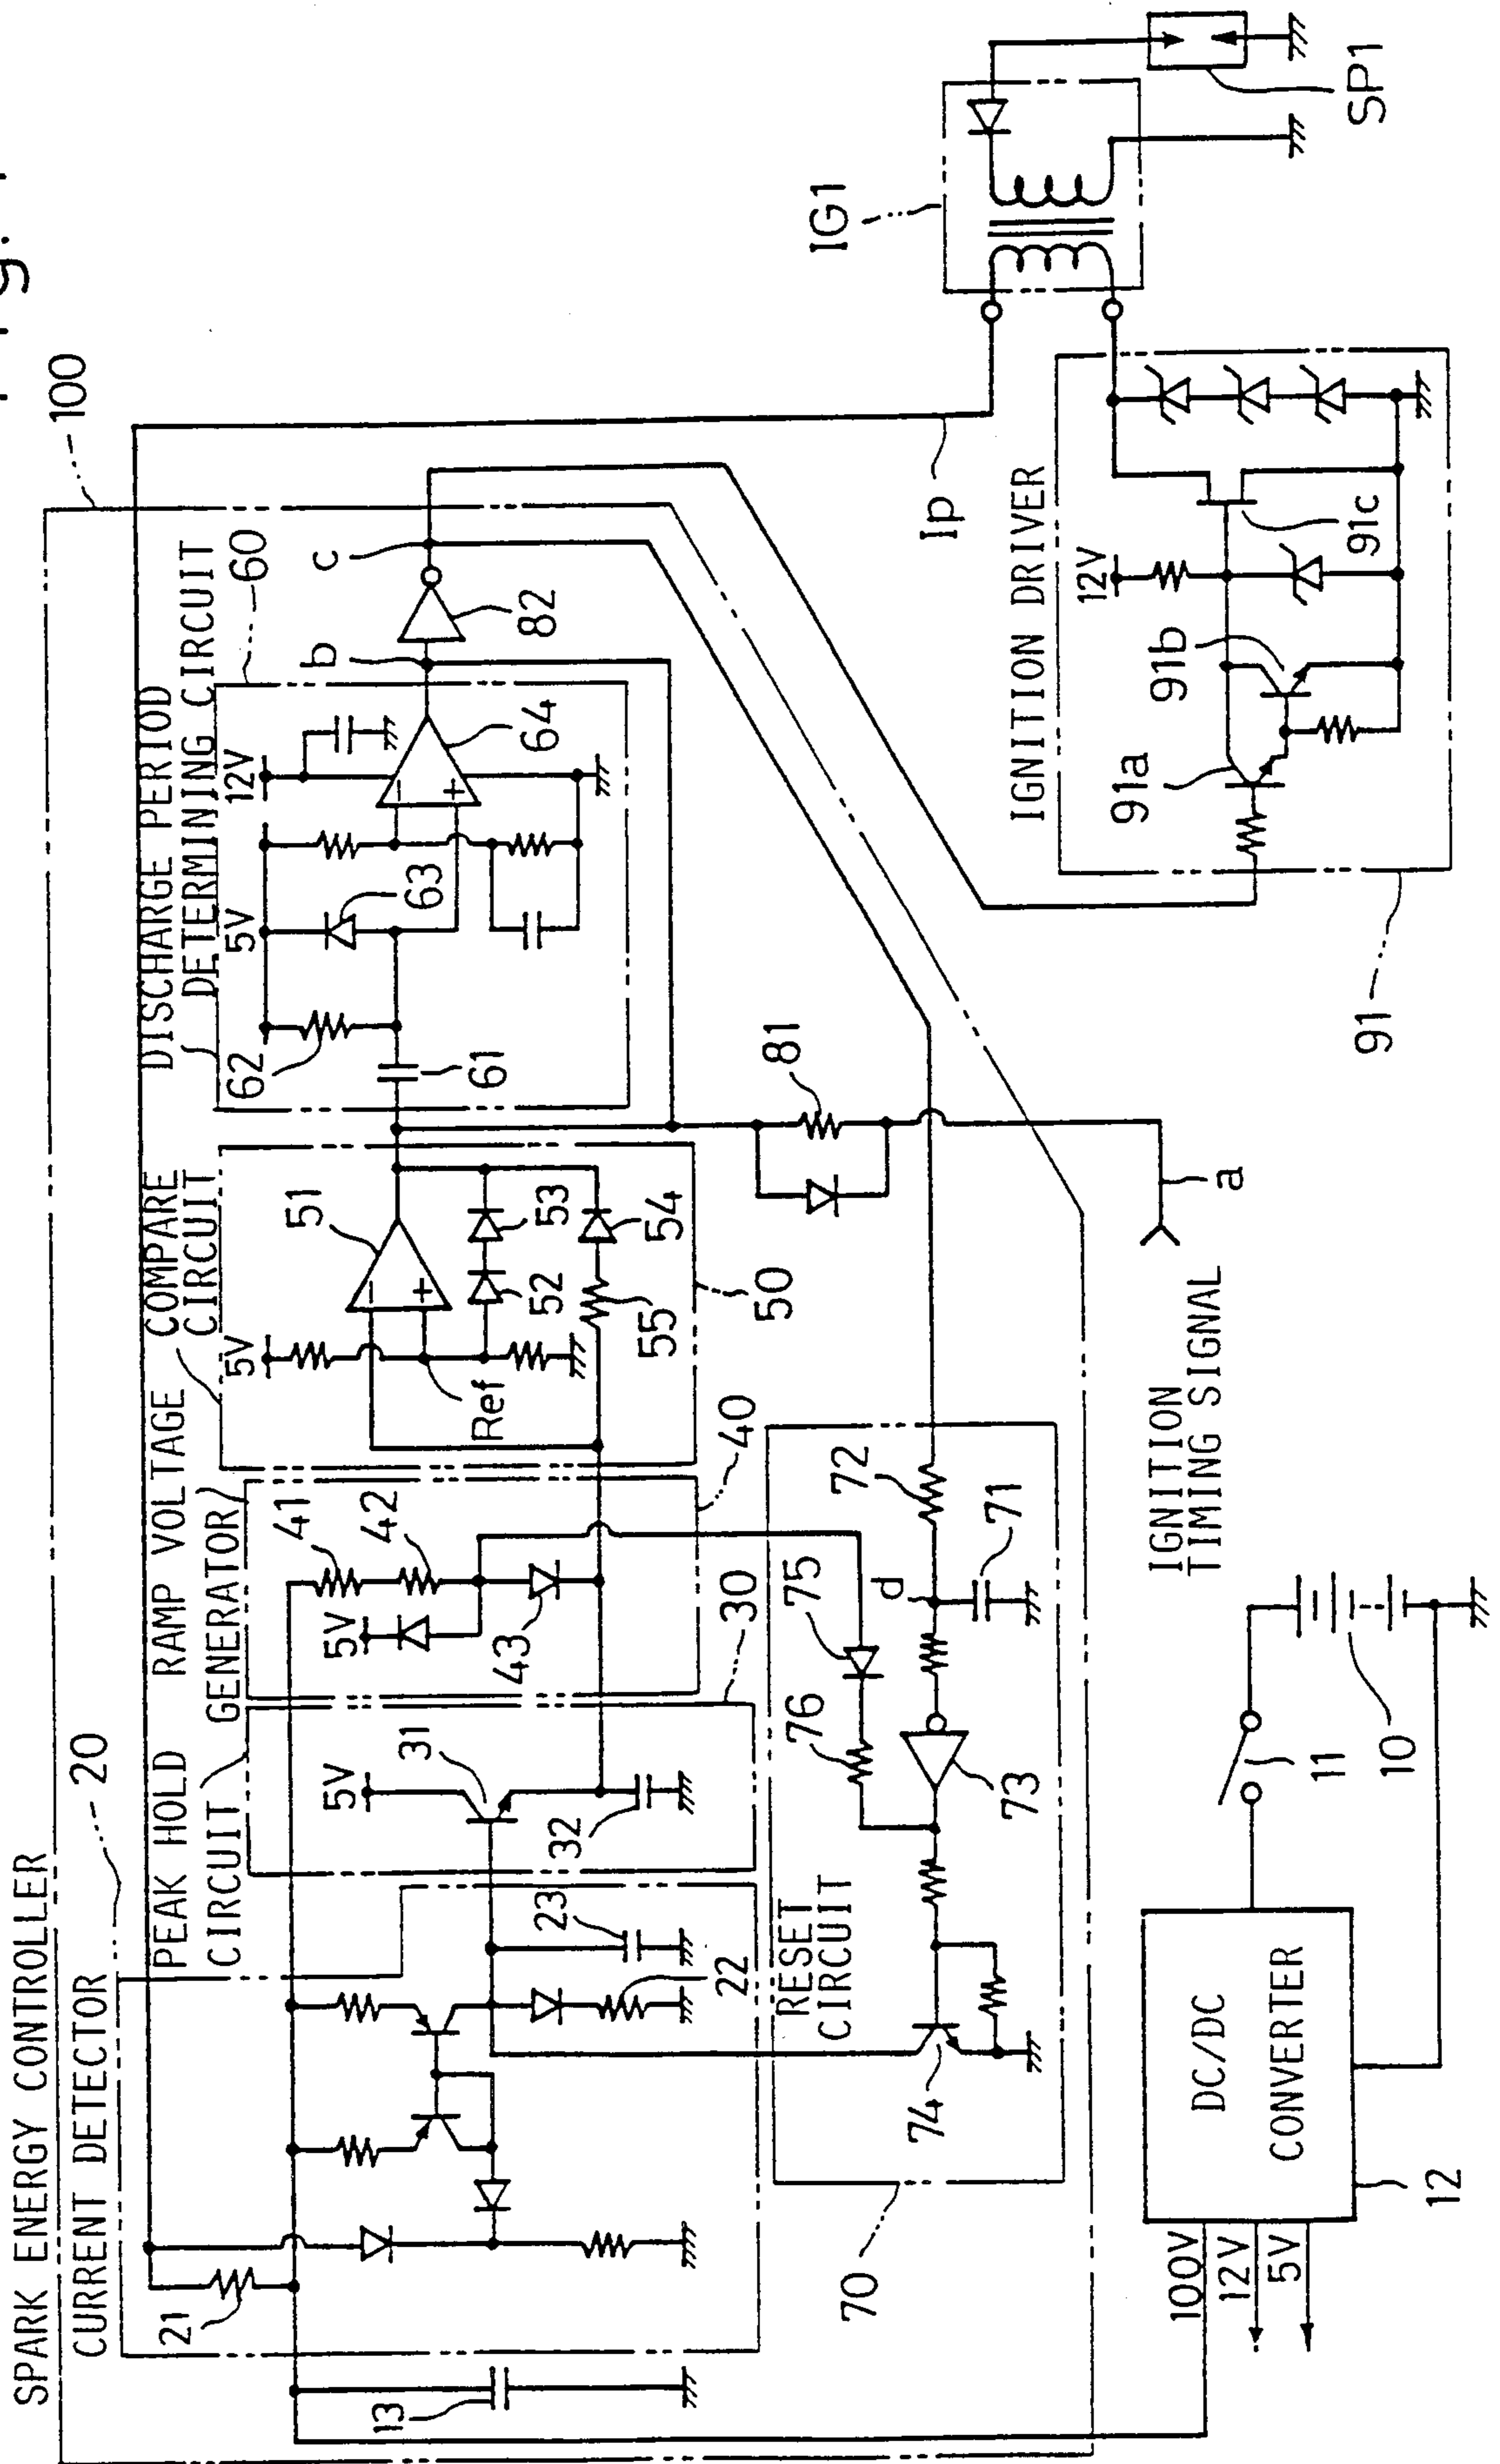 100
SPARK ENERGY CONTROLLER
CURRENT DETECTOR
20
PEAK HOLD
CIRCUIT
RAMP VOLTAGE
GENERATOR
COMPARE
CIRCUIT
DISCHARGE PERIOD
DETERMINING CIRCUIT
60
21
13
23
22
5V
31
32
30
5V
41
42
43
40
5V
51
Ref
52
53
54
55
50
62
61
5V
63
12V
64
b
82
c
81
a
IGNITION
TIMING SIGNAL
RESET
CIRCUIT
70
74
73
76
75
d
71
72
Ip
IG1
SP1
IGNITION DRIVER
12V
91a
91b
91c
91
100V
12V
5V
DC/DC
CONVERTER
12
11
10